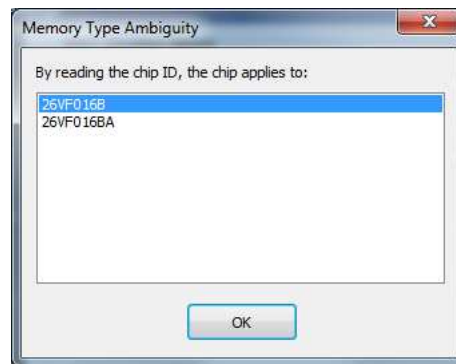 Memory Type Ambiguity
By reading the chip ID, the chip applies to:
26VF016B
26VF016BA
OK